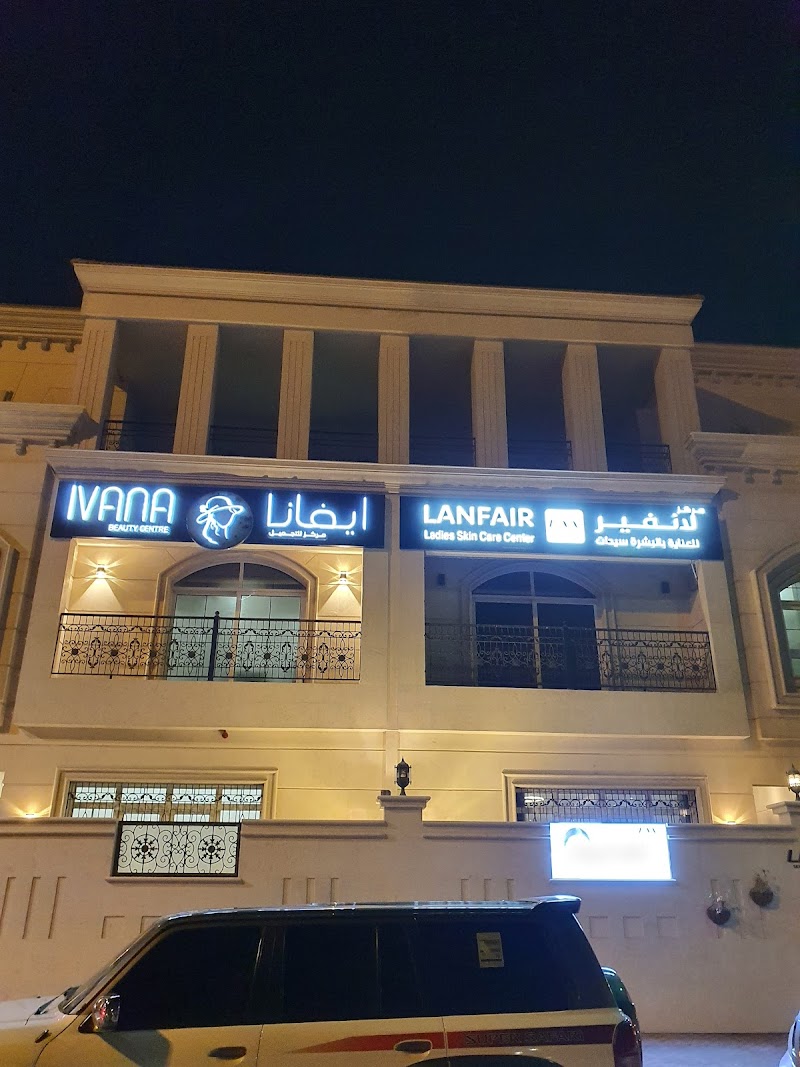 IVANA
BEAUTY CENTRE
ايفانا
مركز للتجميل
LANFAIR
Ladies Skin Care Center
مركز
لانفير
للعناية بالبشرة سيدات